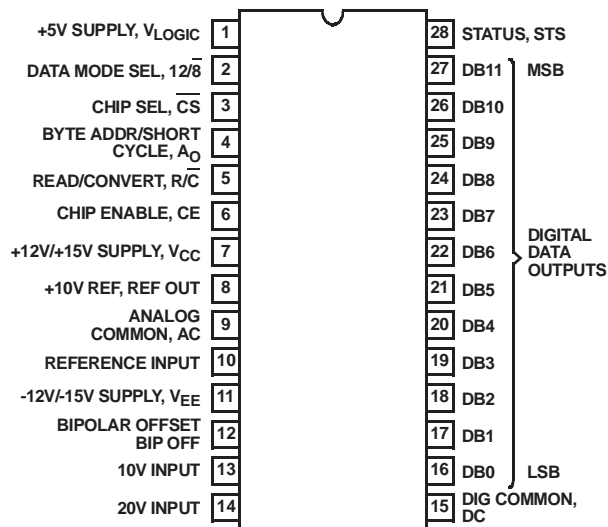 +5V SUPPLY, VLOGIC 1
DATA MODE SEL, 12/8̅ 2
CHIP SEL, C̅S̅ 3
BYTE ADDR/SHORT
CYCLE, AO 4
READ/CONVERT, R/C̅ 5
CHIP ENABLE, CE 6
+12V/+15V SUPPLY, VCC 7
+10V REF, REF OUT 8
ANALOG
COMMON, AC 9
REFERENCE INPUT 10
-12V/-15V SUPPLY, VEE 11
BIPOLAR OFFSET
BIP OFF 12
10V INPUT 13
20V INPUT 14
28 STATUS, STS
27 DB11 MSB
26 DB10
25 DB9
24 DB8
23 DB7
22 DB6
21 DB5
20 DB4
19 DB3
18 DB2
17 DB1
16 DB0 LSB
15 DIG COMMON,
DC
DIGITAL
DATA
OUTPUTS